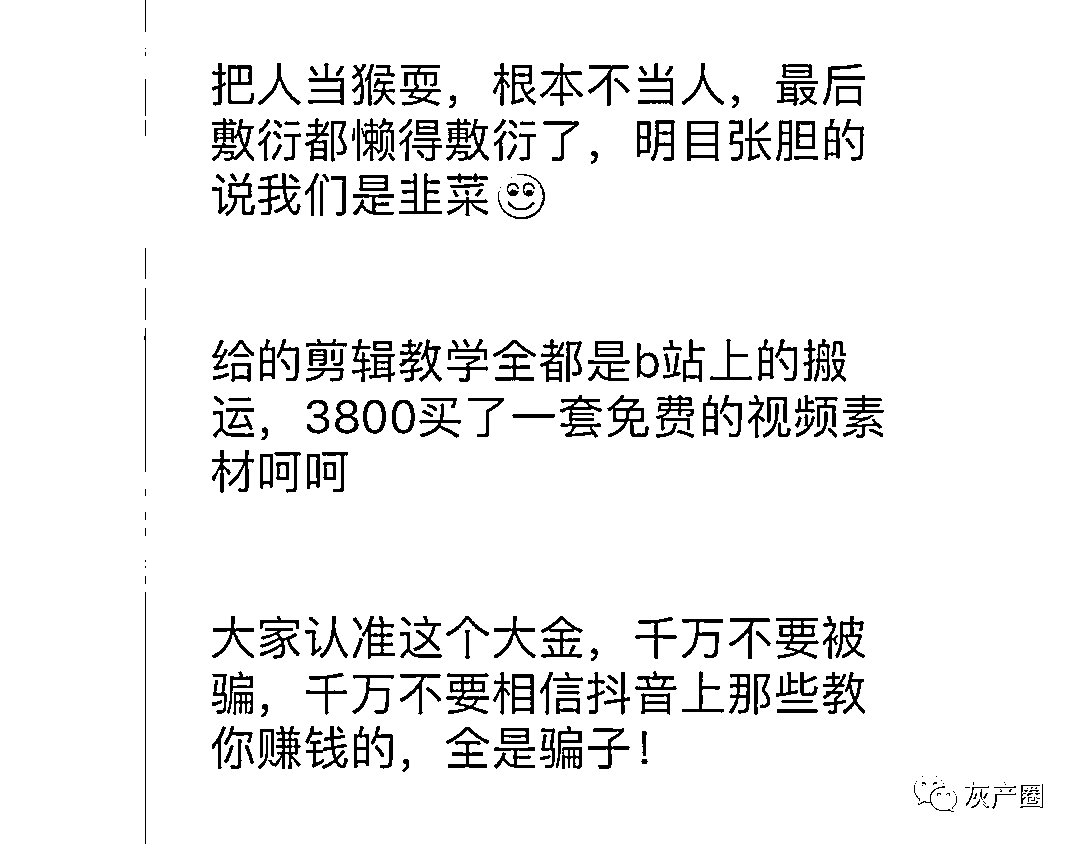 把人当猴耍，根本不当人，最后
敷衍都懒得敷衍了，明目张胆的
说我们是韭菜
给的剪辑教学全都是b站上的搬
运，3800买了一套免费的视频素
材呵呵
大家认准这个大金，千万不要被
骗，千万不要相信抖音上那些教
你赚钱的，全是骗子！
灰产圈